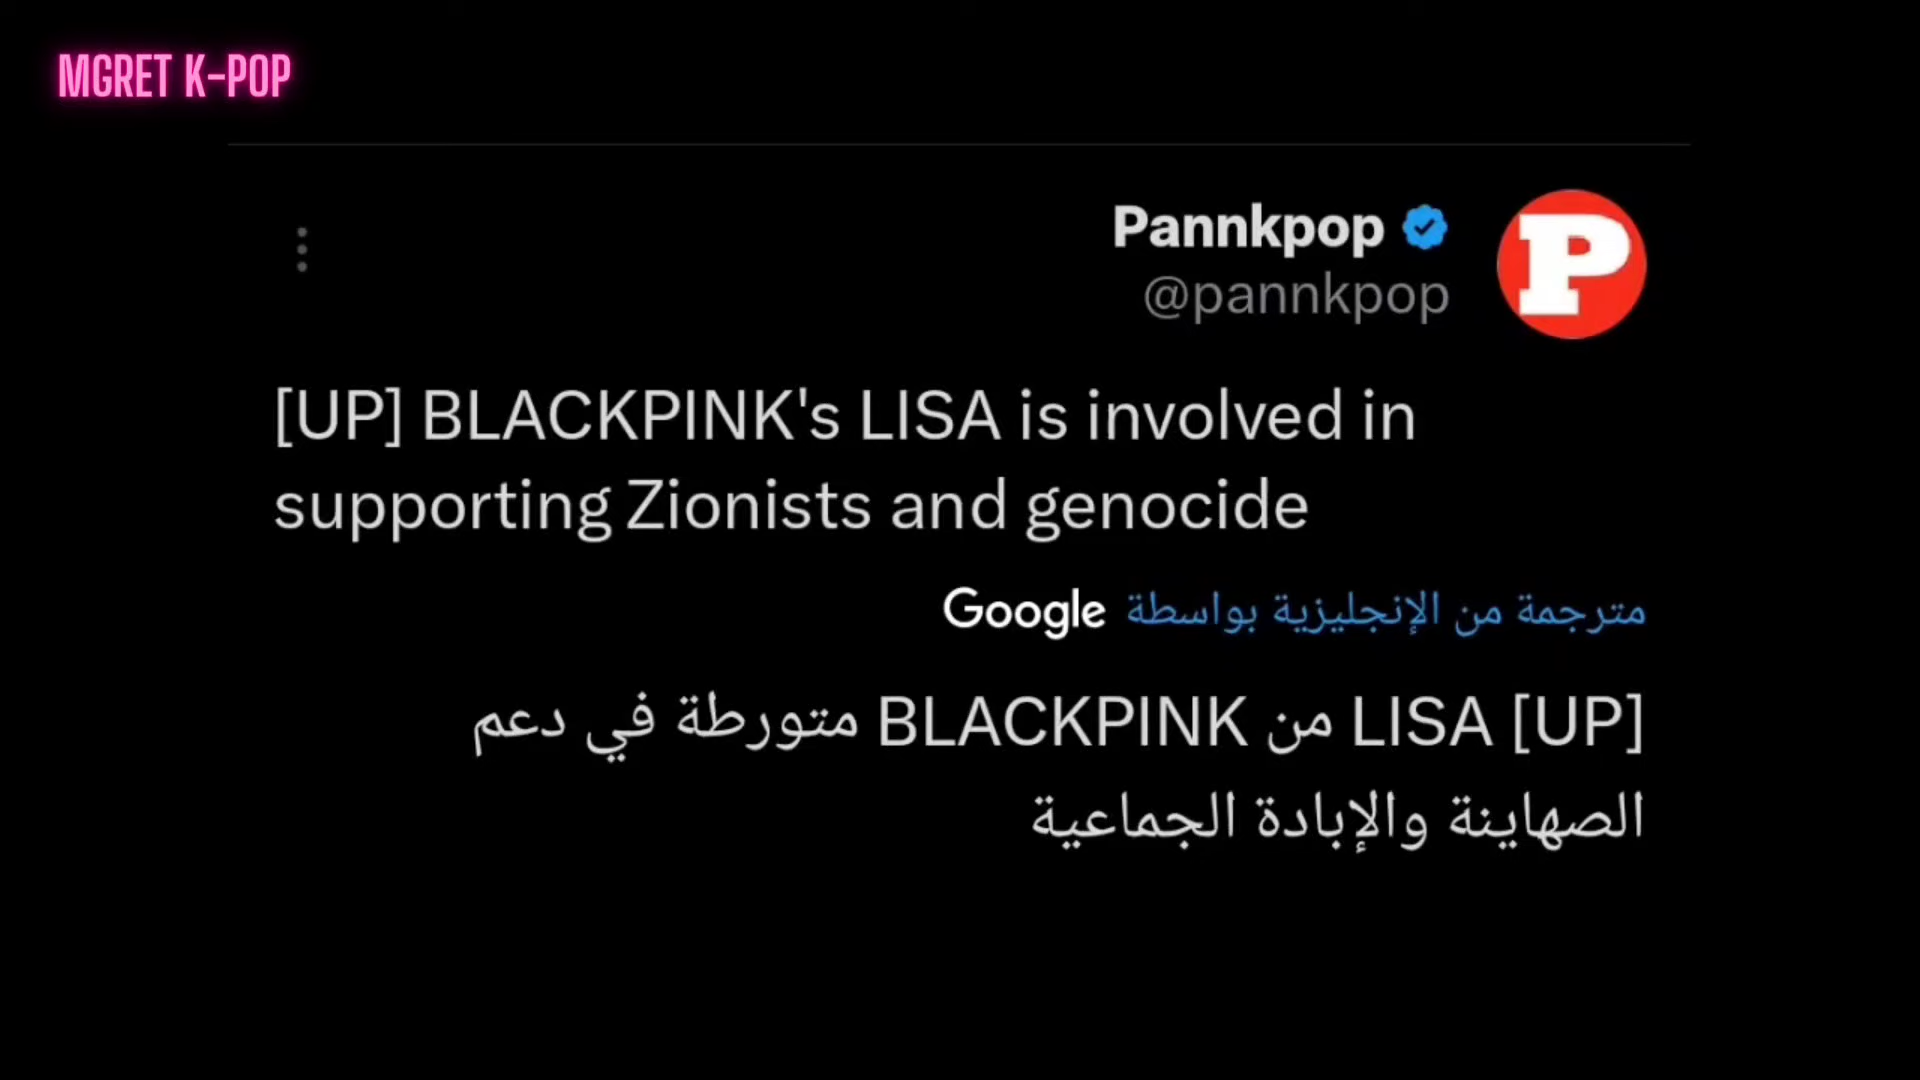 MGRET K-POP
Pannkpop
@pannkpop
P
[UP] BLACKPINK's LISA is involved in
supporting Zionists and genocide
مترجمة من الإنجليزية بواسطة Google
[UP] LISA من BLACKPINK متورطة في دعم
الصهاينة والإبادة الجماعية